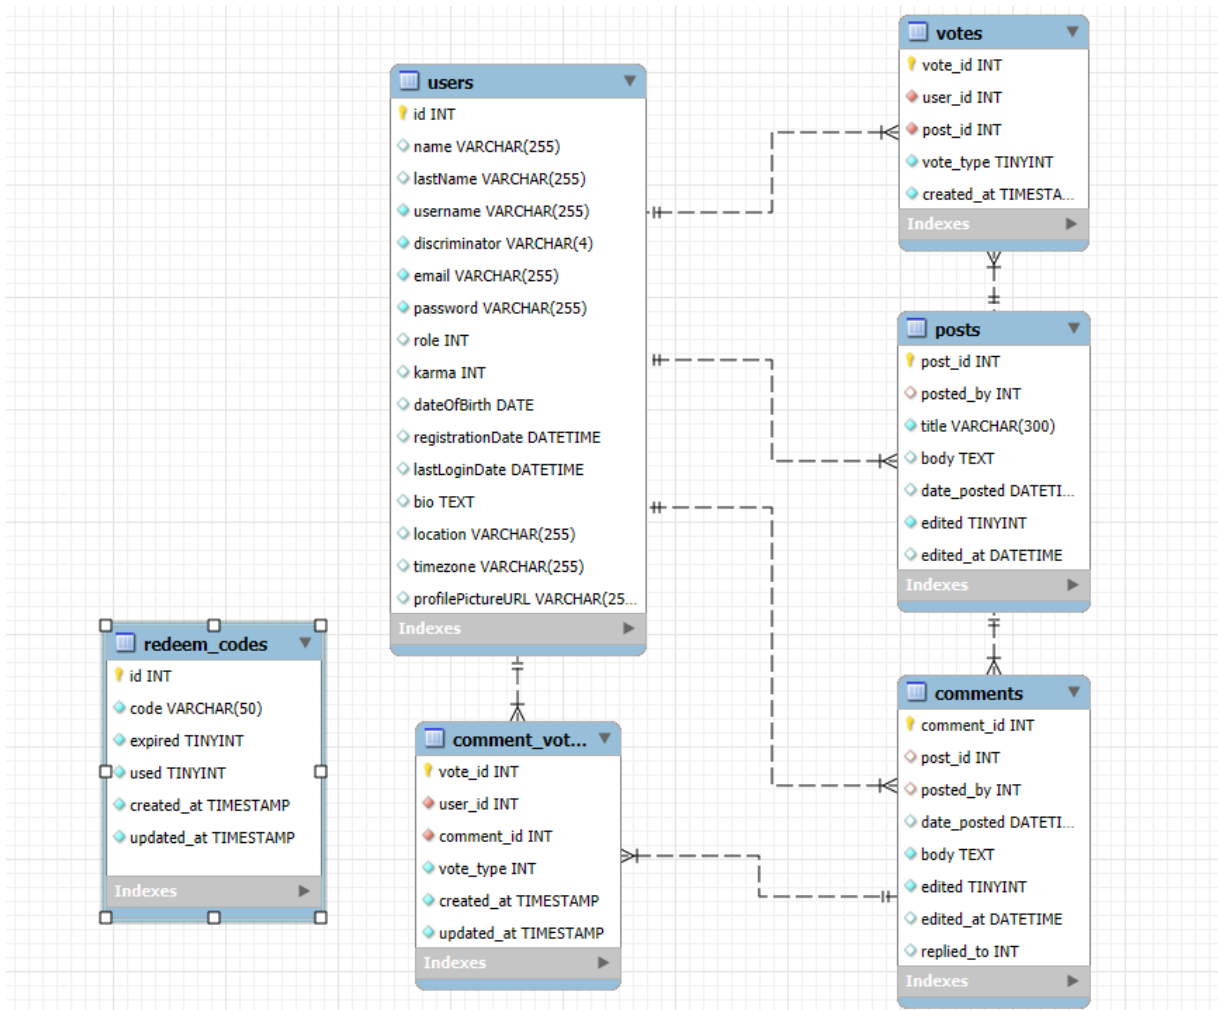 users
id INT
name VARCHAR(255)
lastName VARCHAR(255)
username VARCHAR(255)
discriminator VARCHAR(4)
email VARCHAR(255)
password VARCHAR(255)
role INT
karma INT
dateOfBirth DATE
registrationDate DATETIME
lastLoginDate DATETIME
bio TEXT
location VARCHAR(255)
timezone VARCHAR(255)
profilePictureURL VARCHAR(25...
Indexes
votes
vote_id INT
user_id INT
post_id INT
vote_type TINYINT
created_at TIMESTA...
Indexes
posts
post_id INT
posted_by INT
title VARCHAR(300)
body TEXT
date_posted DATETI...
edited TINYINT
edited_at DATETIME
Indexes
redeem_codes
id INT
code VARCHAR(50)
expired TINYINT
used TINYINT
created_at TIMESTAMP
updated_at TIMESTAMP
Indexes
comment_vot...
vote_id INT
user_id INT
comment_id INT
vote_type INT
created_at TIMESTAMP
updated_at TIMESTAMP
Indexes
comments
comment_id INT
post_id INT
posted_by INT
date_posted DATETI...
body TEXT
edited TINYINT
edited_at DATETIME
replied_to INT
Indexes